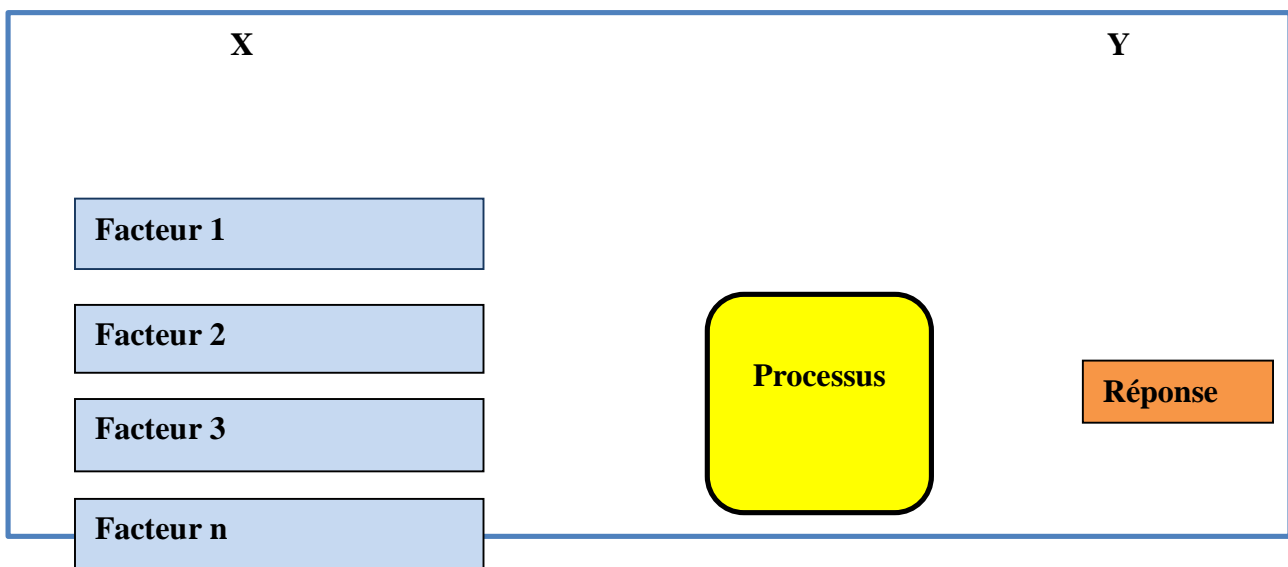 X
Y
Facteur 1
Facteur 2
Facteur 3
Facteur n
Processus
Réponse